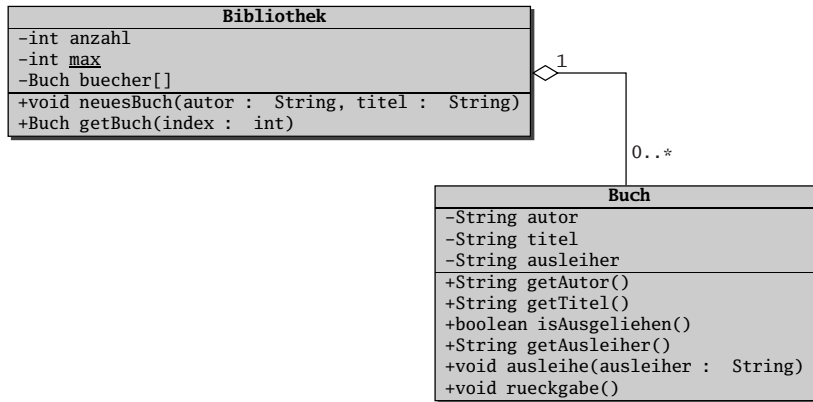 Bibliothek
-int anzahl
-int max
-Buch buecher[]
+void neuesBuch(autor : String, titel : String)
+Buch getBuch(index : int)
1
0..*
Buch
-String autor
-String titel
-String ausleiher
+String getAutor()
+String getTitel()
+boolean isAusgeliehen()
+String getAusleiher()
+void ausleihe(ausleiher : String)
+void rueckgabe()